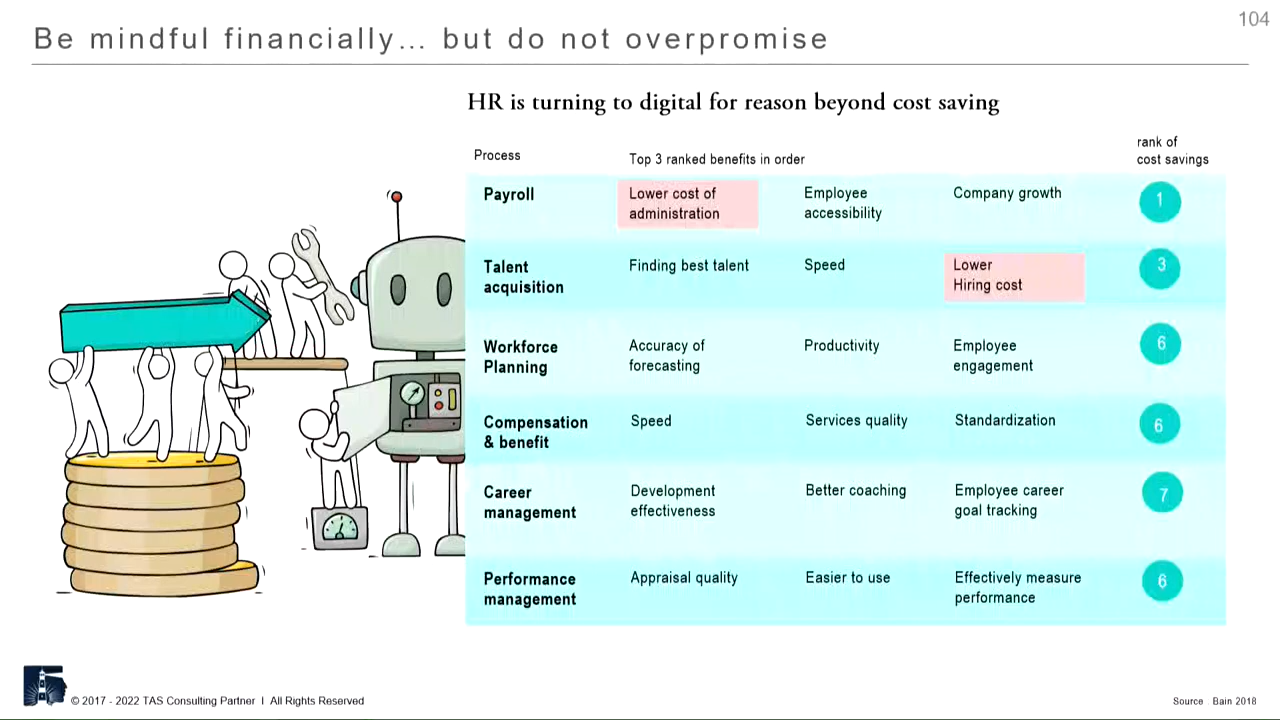 104
Be mindful financially... but do not overpromise
HR is turning to digital for reason beyond cost saving
Process
Top 3 ranked benefits in order
rank of
cost savings
Payroll
Lower cost of
administration
Employee
accessibility
Company growth
1
Talent
acquisition
Finding best talent
Speed
Lower
Hiring cost
3
Workforce
Planning
Accuracy of
forecasting
Productivity
Employee
engagement
6
Compensation
& benefit
Speed
Services quality
Standardization
6
Career
management
Development
effectiveness
Better coaching
Employee career
goal tracking
7
Performance
management
Appraisal quality
Easier to use
Effectively measure
performance
6
© 2017 - 2022 TAS Consulting Partner I All Rights Reserved
Source . Bain 2018